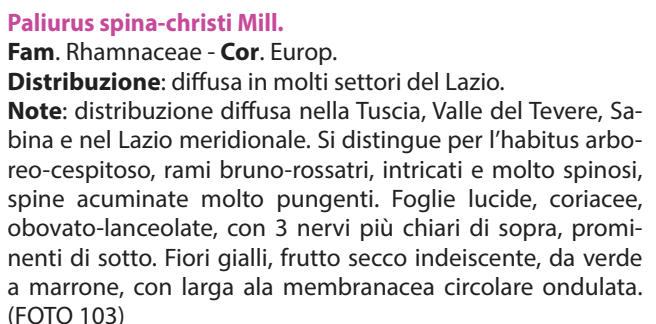 Paliurus spina-christi Mill.
Fam. Rhamnaceae - Cor. Europ.
Distribuzione: diffusa in molti settori del Lazio.
Note: distribuzione diffusa nella Tuscia, Valle del Tevere, Sa-
bina e nel Lazio meridionale. Si distingue per l'habitus arbo-
reo-cespitoso, rami bruno-rossatri, intricati e molto spinosi,
spine acuminate molto pungenti. Foglie lucide, coriacee,
obovato-lanceolate, con 3 nervi più chiari di sopra, promi-
nenti di sotto. Fiori gialli, frutto secco indeiscente, da verde
a marrone, con larga ala membranacea circolare ondulata.
(FOTO 103)